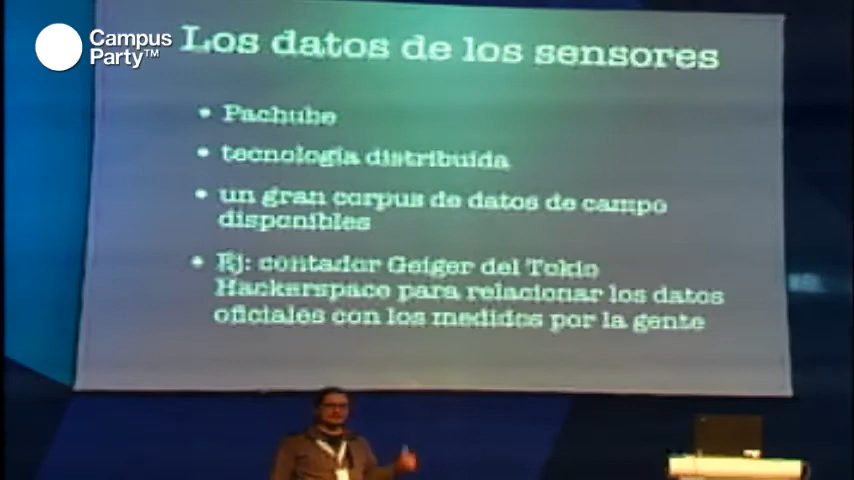 Campus
Party™
Los datos de los sensores
• Pachube
• tecnología distribuida
• un gran corpus de datos de campo
disponibles
• Ej: contador Geiger del Tokio
Hackerspace para relacionar los datos
oficiales con los medidos por la gente